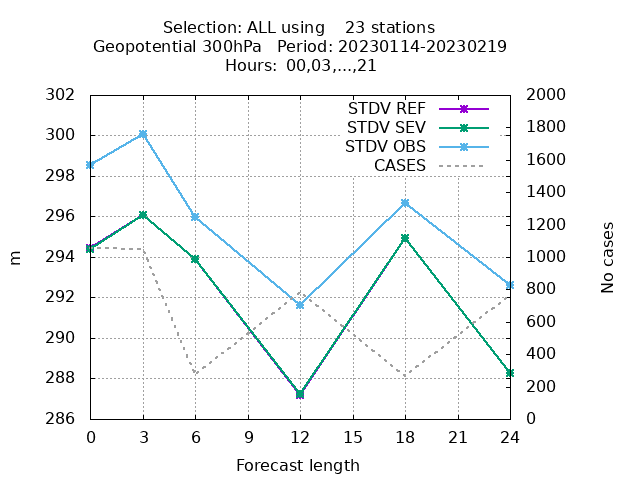 Selection: ALL using    23 stations
Geopotential 300hPa   Period: 20230114-20230219
Hours:  00,03,...,21
STDV REF
STDV SEV
STDV OBS
CASES
302
300
298
296
294
292
290
288
286
2000
1800
1600
1400
1200
1000
800
600
400
200
0
m
No cases
0 3 6 9 12 15 18 21 24
Forecast length